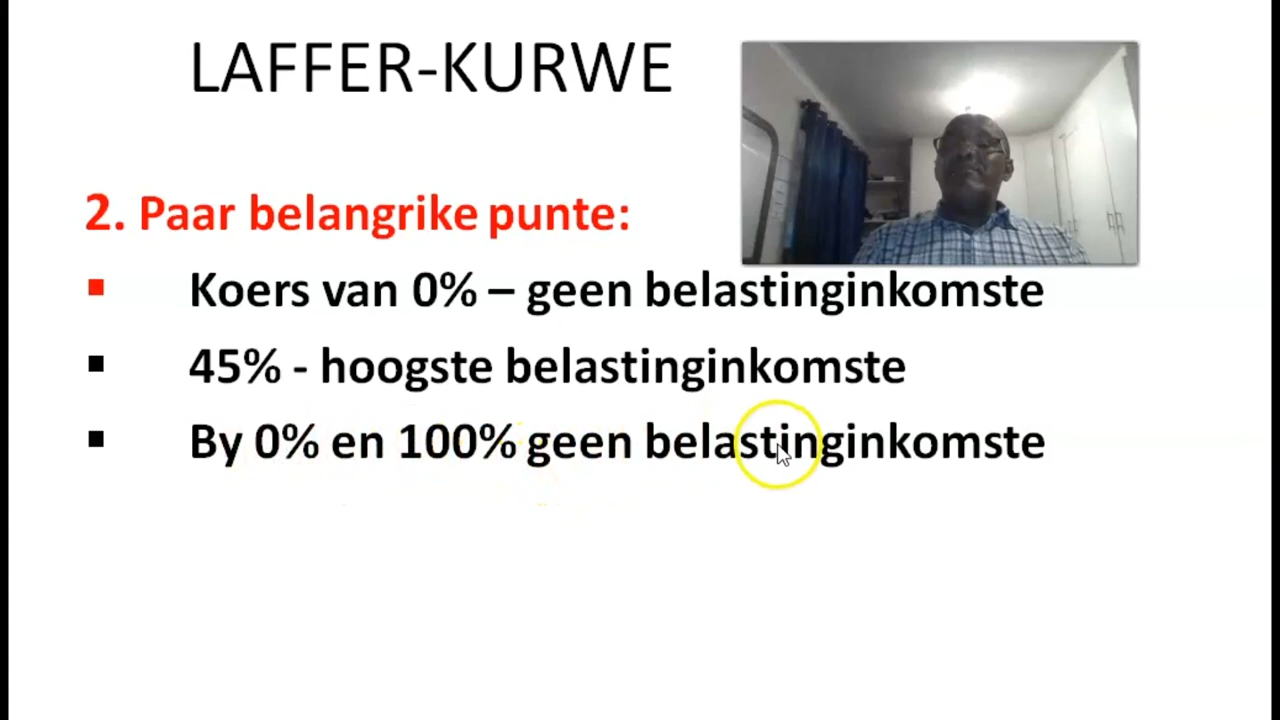 LAFFER-KURWE
2. Paar belangrike punte:
▪ Koers van 0% – geen belastinginkomste
▪ 45% - hoogste belastinginkomste
▪ By 0% en 100% geen belastinginkomste